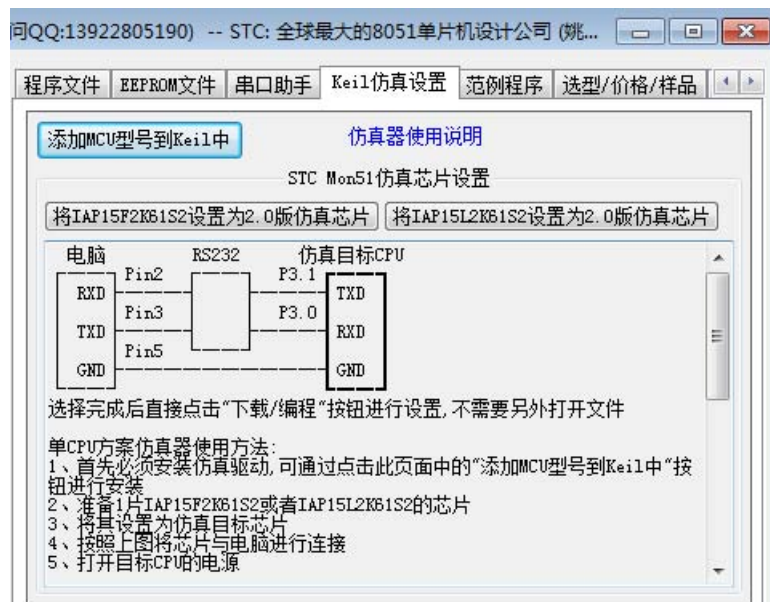 问QQ:13922805190) -- STC: 全球最大的8051单片机设计公司 (姚...
程序文件 EEPROM文件 串口助手 Keil仿真设置 范例程序 选型/价格/样品
添加MCU型号到Keil中 仿真器使用说明
STC Mon51仿真芯片设置
将IAP15F2K61S2设置为2.0版仿真芯片 将IAP15L2K61S2设置为2.0版仿真芯片
电脑 RS232 仿真目标CPU
Pin2 P3.1
RXD TXD
Pin3 P3.0
TXD RXD
Pin5
GND GND
选择完成后直接点击"下载/编程"按钮进行设置,不需要另外打开文件
单CPU方案仿真器使用方法:
1、首先必须安装仿真驱动,可通过点击此页面中的"添加MCU型号到Keil中"按
钮进行安装
2、准备1片IAP15F2K61S2或者IAP15L2K61S2的芯片
3、将其设置为仿真目标芯片
4、按照上图将芯片与电脑进行连接
5、打开目标CPU的电源